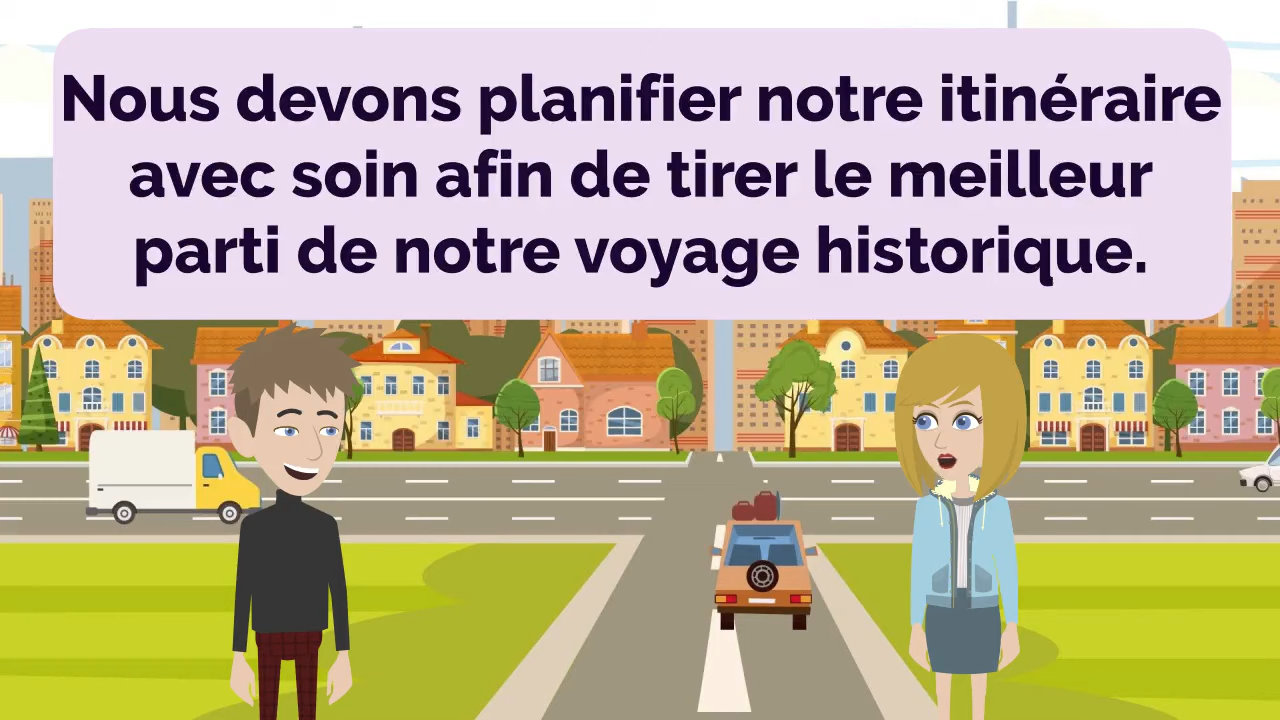 Nous devons planifier notre itinéraire
avec soin afin de tirer le meilleur
parti de notre voyage historique.